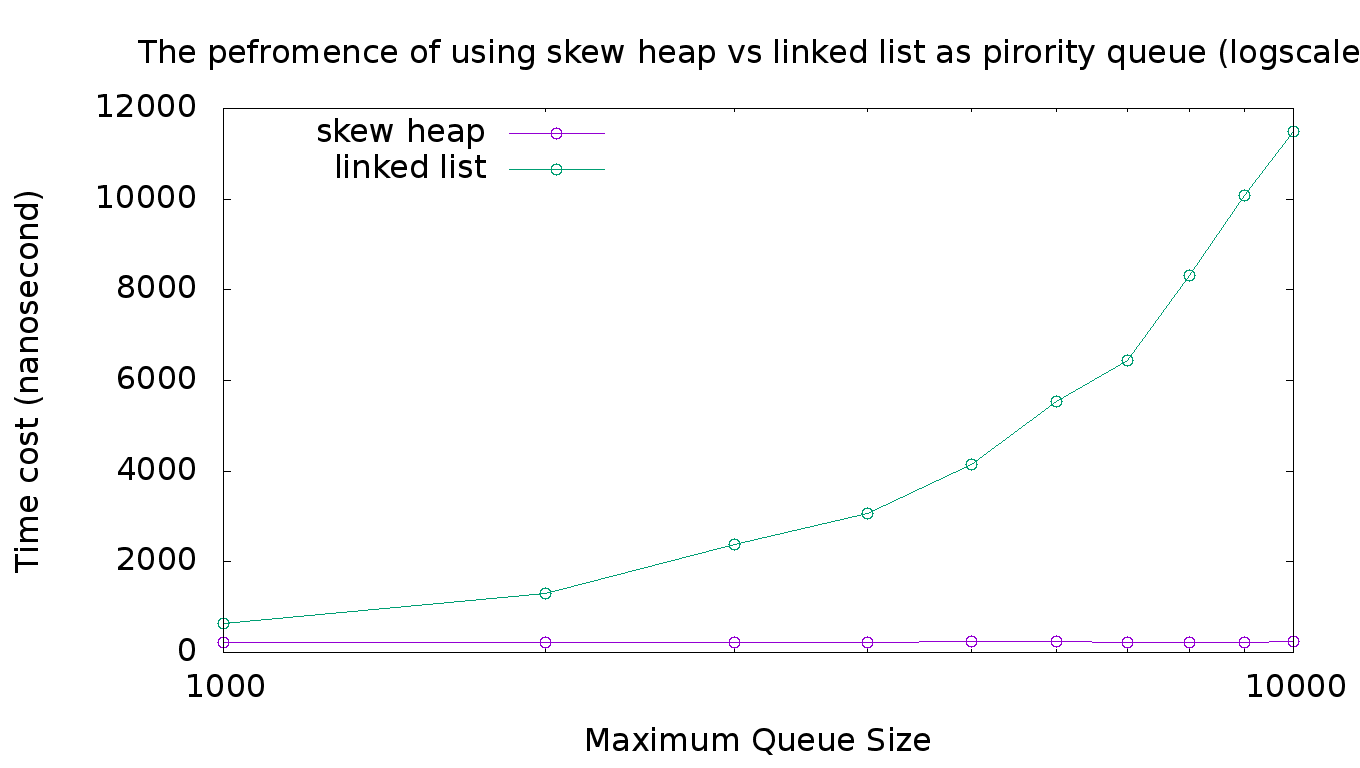 The pefromence of using skew heap vs linked list as pirority queue (logscale
12000
10000
8000
6000
4000
2000
0
skew heap
linked list
Time cost (nanosecond)
1000
10000
Maximum Queue Size